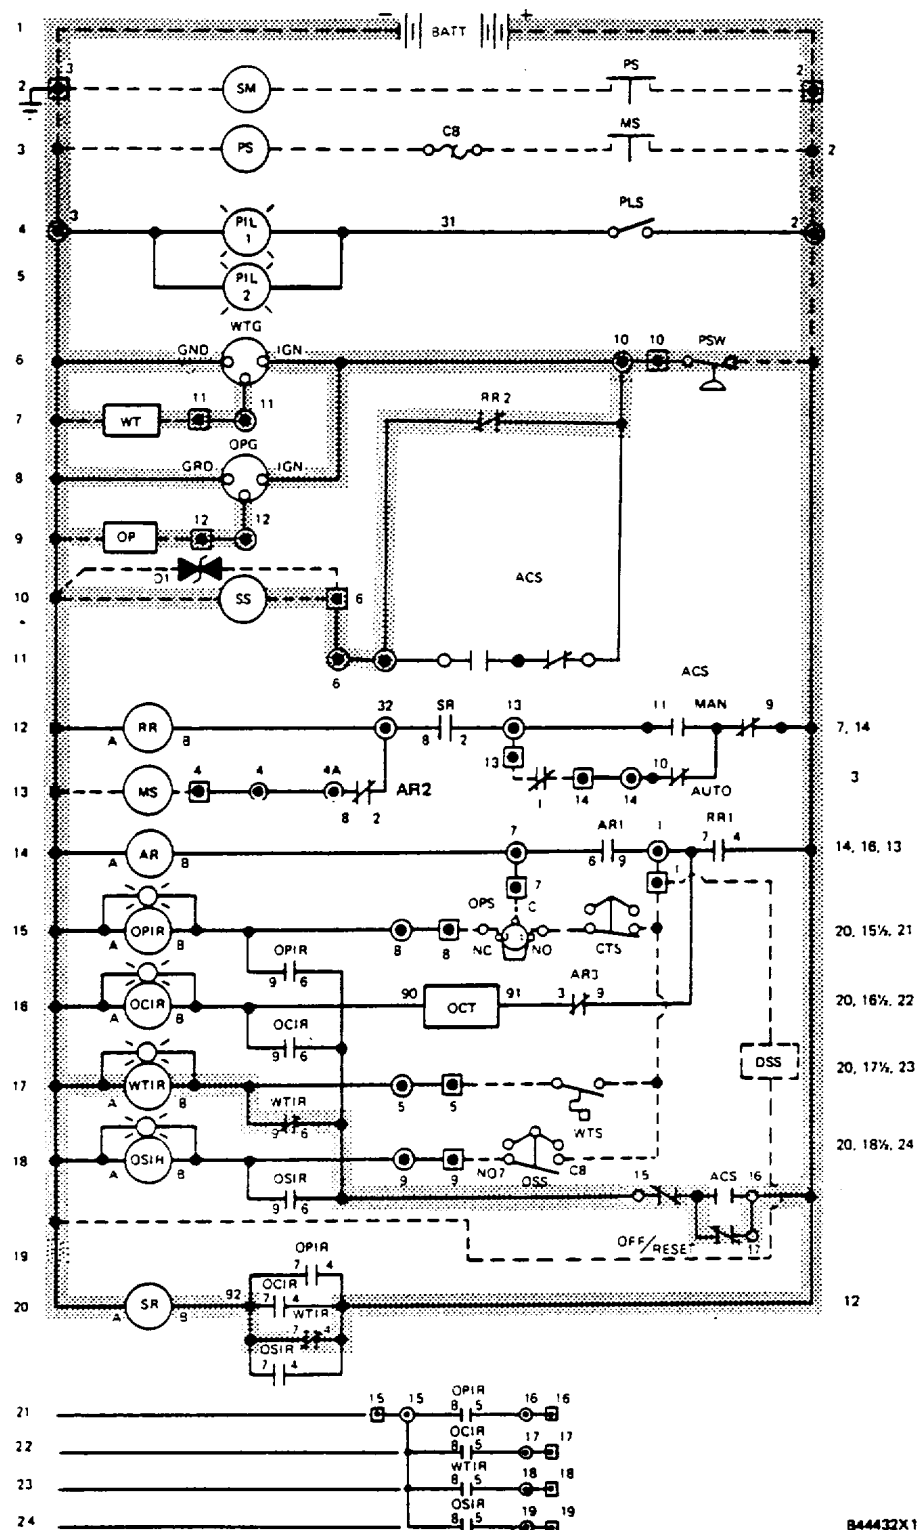 1 − BATT +
PS
2 3 SM 2
C8 MS
3 PS 2
PLS
4 3 PIL 1 31 2
5 PIL 2
WTG
6 GND IGN 10 10 PSW
RR2
7 WT 11 11
OPG
8 GRD IGN
9 OP 12 12
D1 ACS
10 SS 6
11 6
ACS
12 A RR B 32 SR 8 2 13 11 MAN 9 7, 14
13 MS 4 4 4A 8 2 AR2 13 1 14 14 10 AUTO 3
AR1 RR1
14 A AR B 7 6 9 1 7 4 14, 16, 13
7 1
OPS C
15 A OPIR B 8 8 NC NO CTS 20, 15½, 21
OPIR
9 6
AR3
16 A OCIR B 90 OCT 91 3 9 20, 16½, 22
OCIR
9 6
DSS
17 A WTIR B 5 5 WTS 20, 17½, 23
WTIR
9 6
18 A OSIH B 9 9 NO7 OSS C8 20, 18½, 24
OSIR
9 6
15 ACS 16
OFF/RESET 17
19
OPIR
7 4
OCIR
20 A SR B 92 7 4 12
WTIR
7 4
OSIR
7 4
OPIR
21 15 15 8 5 16 16
OCIR
22 8 5 17 17
WTIR
23 8 5 18 18
OSIR
24 8 5 19 19
B44432X1